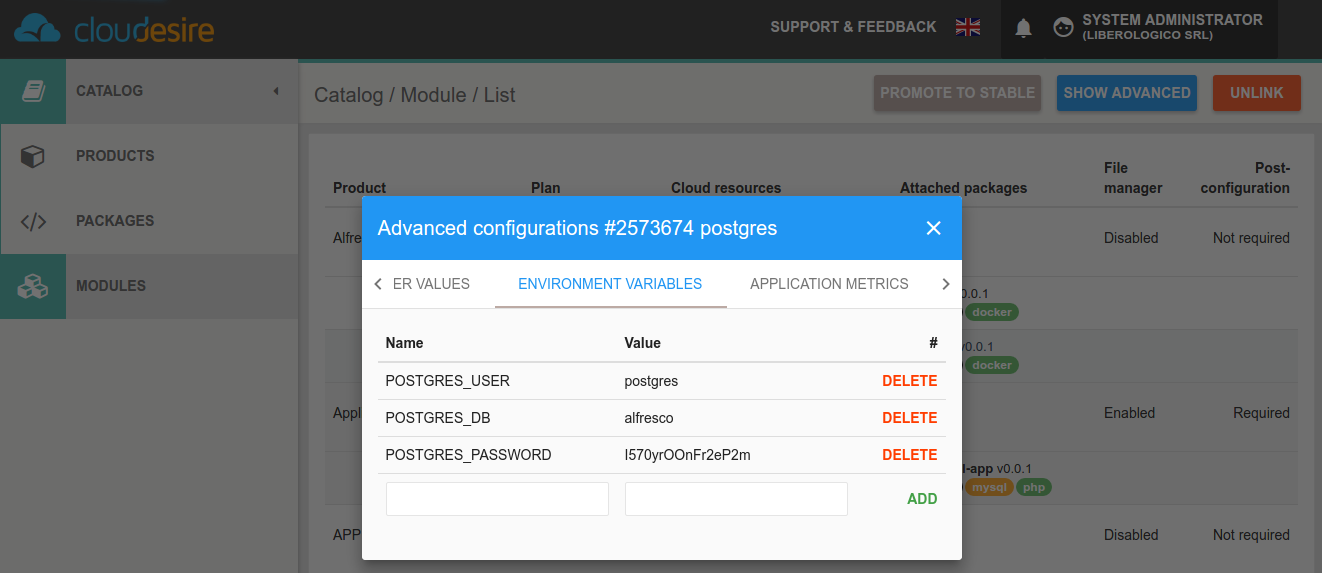 cloudesire
SUPPORT & FEEDBACK
SYSTEM ADMINISTRATOR
(LIBEROLOGICO SRL)
CATALOG
PRODUCTS
PACKAGES
MODULES
Catalog / Module / List
PROMOTE TO STABLE
SHOW ADVANCED
UNLINK
Product Plan Cloud resources Attached packages File manager Post-configuration
Alfre
Disabled Not required
0.0.1
docker
v0.0.1
docker
Appl
Enabled Required
l-app v0.0.1
mysql php
APP
Disabled Not required
Advanced configurations #2573674 postgres
ER VALUES ENVIRONMENT VARIABLES APPLICATION METRICS
Name Value #
POSTGRES_USER postgres DELETE
POSTGRES_DB alfresco DELETE
POSTGRES_PASSWORD I570yrOOnFr2eP2m DELETE
ADD